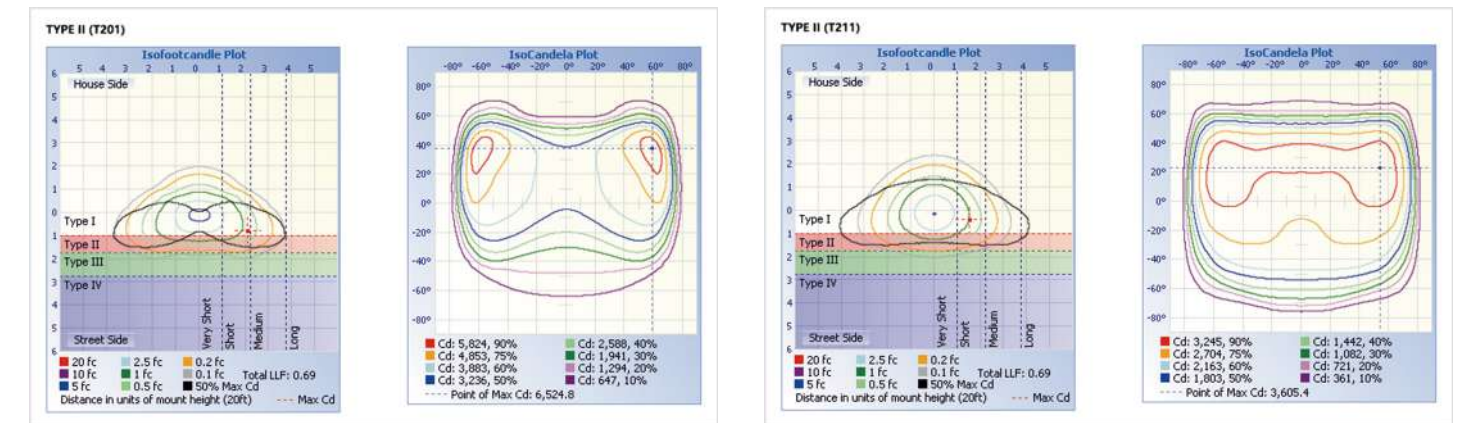 TYPE II (T201)
Isofootcandle Plot
5 4 3 2 1 0 1 2 3 4 5
6
House Side
5
4
3
2
1
0
Type I
1
Type II
2
Type III
3
Type IV
4
5
Street Side
6
Very Short
Short
Medium
Long
20 fc 2.5 fc 0.2 fc
10 fc 1 fc 0.1 fc Total LLF: 0.69
5 fc 0.5 fc 50% Max Cd
Distance in units of mount height (20ft) Max Cd
IsoCandela Plot
-80° -60° -40° -20° 0° 20° 40° 60° 80°
80°
60°
40°
20°
0°
-20°
-40°
-60°
-80°
Cd: 5,824, 90% Cd: 2,588, 40%
Cd: 4,853, 75% Cd: 1,941, 30%
Cd: 3,883, 60% Cd: 1,294, 20%
Cd: 3,236, 50% Cd: 647, 10%
Point of Max Cd: 6,524.8
TYPE II (T211)
Isofootcandle Plot
5 4 3 2 1 0 1 2 3 4 5
6
House Side
5
4
3
2
1
0
Type I
1
Type II
2
Type III
3
Type IV
4
5
Street Side
6
Very Short
Short
Medium
Long
20 fc 2.5 fc 0.2 fc
10 fc 1 fc 0.1 fc Total LLF: 0.69
5 fc 0.5 fc 50% Max Cd
Distance in units of mount height (20ft) Max Cd
IsoCandela Plot
-80° -60° -40° -20° 0° 20° 40° 60° 80°
80°
60°
40°
20°
0°
-20°
-40°
-60°
-80°
Cd: 3,245, 90% Cd: 1,442, 40%
Cd: 2,704, 75% Cd: 1,082, 30%
Cd: 2,163, 60% Cd: 721, 20%
Cd: 1,803, 50% Cd: 361, 10%
Point of Max Cd: 3,605.4